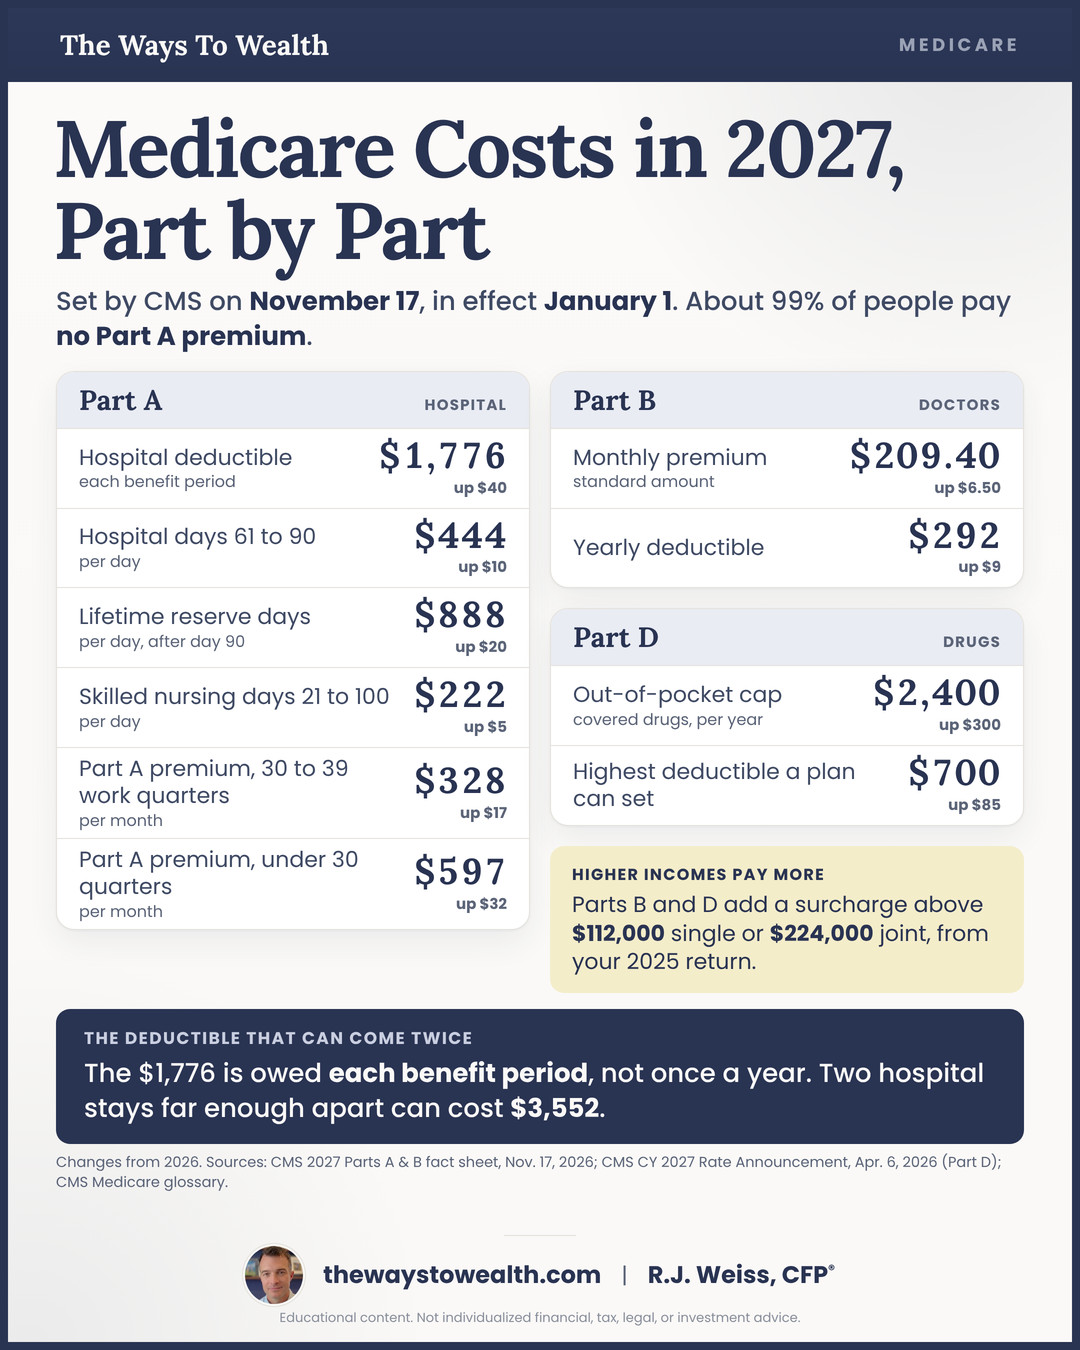 The Ways To Wealth
MEDICARE
Medicare Costs in 2027,
Part by Part
Set by CMS on November 17, in effect January 1. About 99% of people pay
no Part A premium.
Part A
HOSPITAL
Hospital deductible
each benefit period
$1,776
up $40
Hospital days 61 to 90
per day
$444
up $10
Lifetime reserve days
per day, after day 90
$888
up $20
Skilled nursing days 21 to 100
per day
$222
up $5
Part A premium, 30 to 39
work quarters
per month
$328
up $17
Part A premium, under 30
quarters
per month
$597
up $32
Part B
DOCTORS
Monthly premium
standard amount
$209.40
up $6.50
Yearly deductible
$292
up $9
Part D
DRUGS
Out-of-pocket cap
covered drugs, per year
$2,400
up $300
Highest deductible a plan
can set
$700
up $85
HIGHER INCOMES PAY MORE
Parts B and D add a surcharge above
$112,000 single or $224,000 joint, from
your 2025 return.
THE DEDUCTIBLE THAT CAN COME TWICE
The $1,776 is owed each benefit period, not once a year. Two hospital
stays far enough apart can cost $3,552.
Changes from 2026. Sources: CMS 2027 Parts A & B fact sheet, Nov. 17, 2026; CMS CY 2027 Rate Announcement, Apr. 6, 2026 (Part D);
CMS Medicare glossary.
thewaystowealth.com | R.J. Weiss, CFP®
Educational content. Not individualized financial, tax, legal, or investment advice.